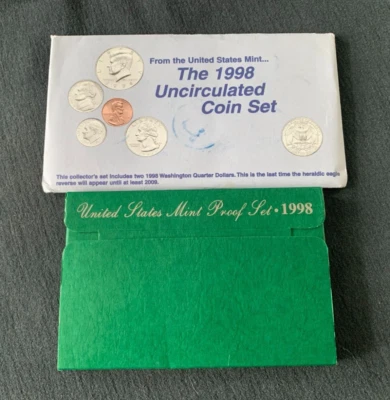 From the United States Mint...
The 1998
Uncirculated
Coin Set
This collector's set includes two 1998 Washington Quarter Dollars. This is the last time the heraldic eagle
reverse will appear until at least 2009.
United States Mint Proof Set • 1998